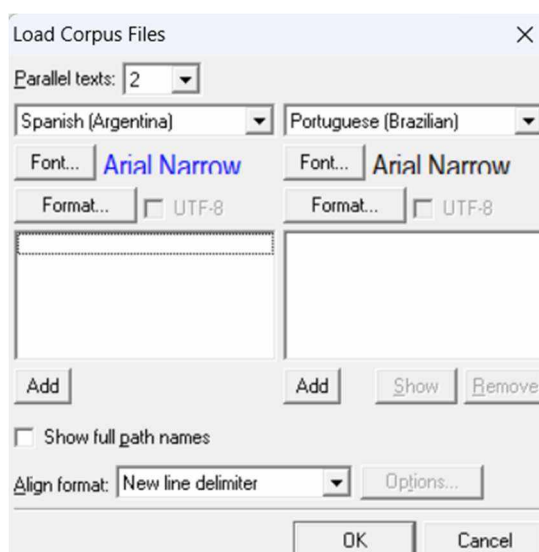 Load Corpus Files
Parallel texts: 2
Spanish (Argentina) Portuguese (Brazilian)
Font... Arial Narrow Font... Arial Narrow
Format... UTF-8 Format... UTF-8
Add Add Show Remove
Show full path names
Align format: New line delimiter Options...
OK Cancel